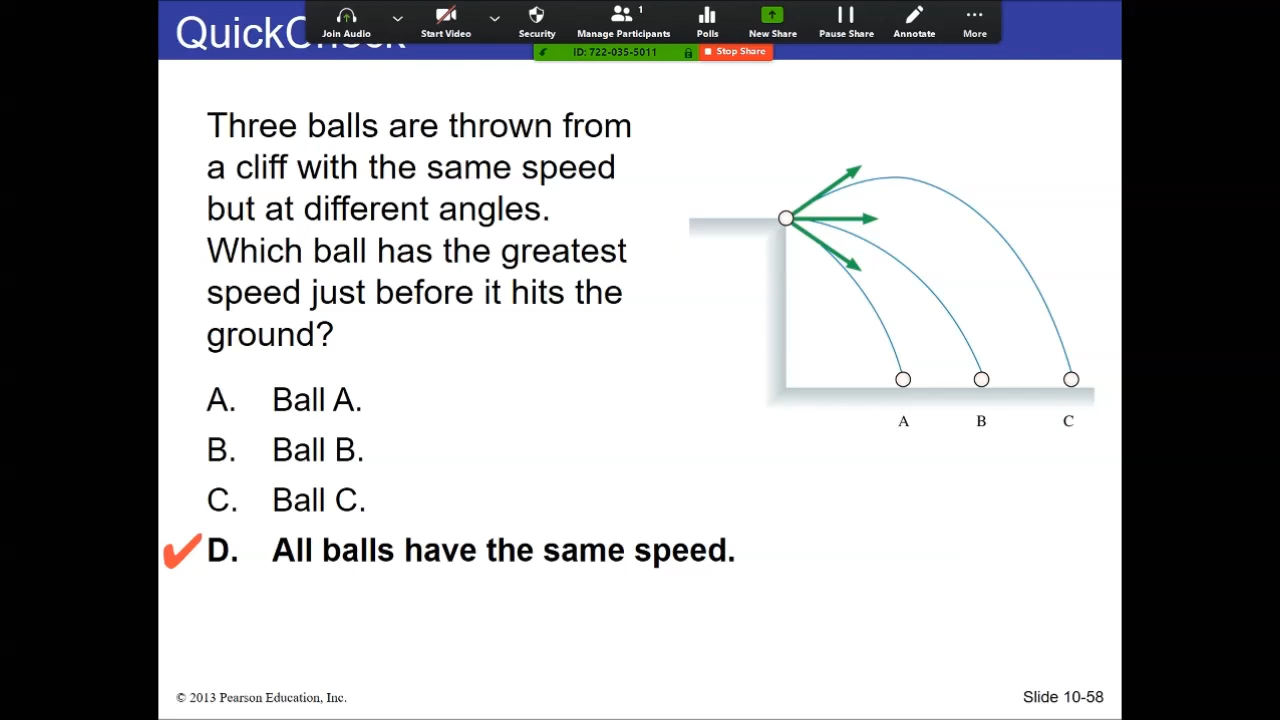 QuickC
Join Audio
Start Video
Security
1
Manage Participants
Polls
New Share
Pause Share
Annotate
More
ID: 722-035-5011
Stop Share
Three balls are thrown from
a cliff with the same speed
but at different angles.
Which ball has the greatest
speed just before it hits the
ground?
A. Ball A.
B. Ball B.
C. Ball C.
D. All balls have the same speed.
A B C
© 2013 Pearson Education, Inc.
Slide 10-58